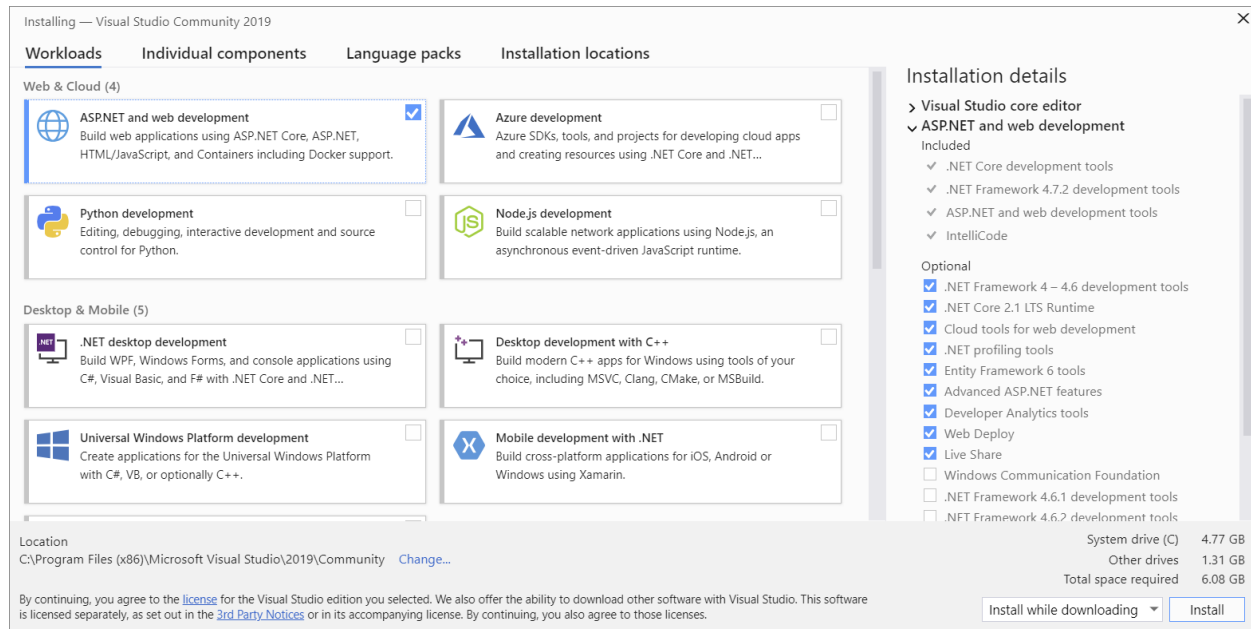 Installing — Visual Studio Community 2019
Workloads
Individual components
Language packs
Installation locations
Web & Cloud (4)
ASP.NET and web development
Build web applications using ASP.NET Core, ASP.NET,
HTML/JavaScript, and Containers including Docker support.
Azure development
Azure SDKs, tools, and projects for developing cloud apps
and creating resources using .NET Core and .NET...
Python development
Editing, debugging, interactive development and source
control for Python.
Node.js development
Build scalable network applications using Node.js, an
asynchronous event-driven JavaScript runtime.
Desktop & Mobile (5)
.NET
.NET desktop development
Build WPF, Windows Forms, and console applications using
C#, Visual Basic, and F# with .NET Core and .NET...
Desktop development with C++
Build modern C++ apps for Windows using tools of your
choice, including MSVC, Clang, CMake, or MSBuild.
Universal Windows Platform development
Create applications for the Universal Windows Platform
with C#, VB, or optionally C++.
Mobile development with .NET
Build cross-platform applications for iOS, Android or
Windows using Xamarin.
Installation details
Visual Studio core editor
ASP.NET and web development
Included
.NET Core development tools
.NET Framework 4.7.2 development tools
ASP.NET and web development tools
IntelliCode
Optional
.NET Framework 4 – 4.6 development tools
.NET Core 2.1 LTS Runtime
Cloud tools for web development
.NET profiling tools
Entity Framework 6 tools
Advanced ASP.NET features
Developer Analytics tools
Web Deploy
Live Share
Windows Communication Foundation
.NET Framework 4.6.1 development tools
.NET Framework 4.6.2 development tools
Location
C:\Program Files (x86)\Microsoft Visual Studio\2019\Community Change...
By continuing, you agree to the license for the Visual Studio edition you selected. We also offer the ability to download other software with Visual Studio. This software
is licensed separately, as set out in the 3rd Party Notices or in its accompanying license. By continuing, you also agree to those licenses.
System drive (C) 4.77 GB
Other drives 1.31 GB
Total space required 6.08 GB
Install while downloading
Install